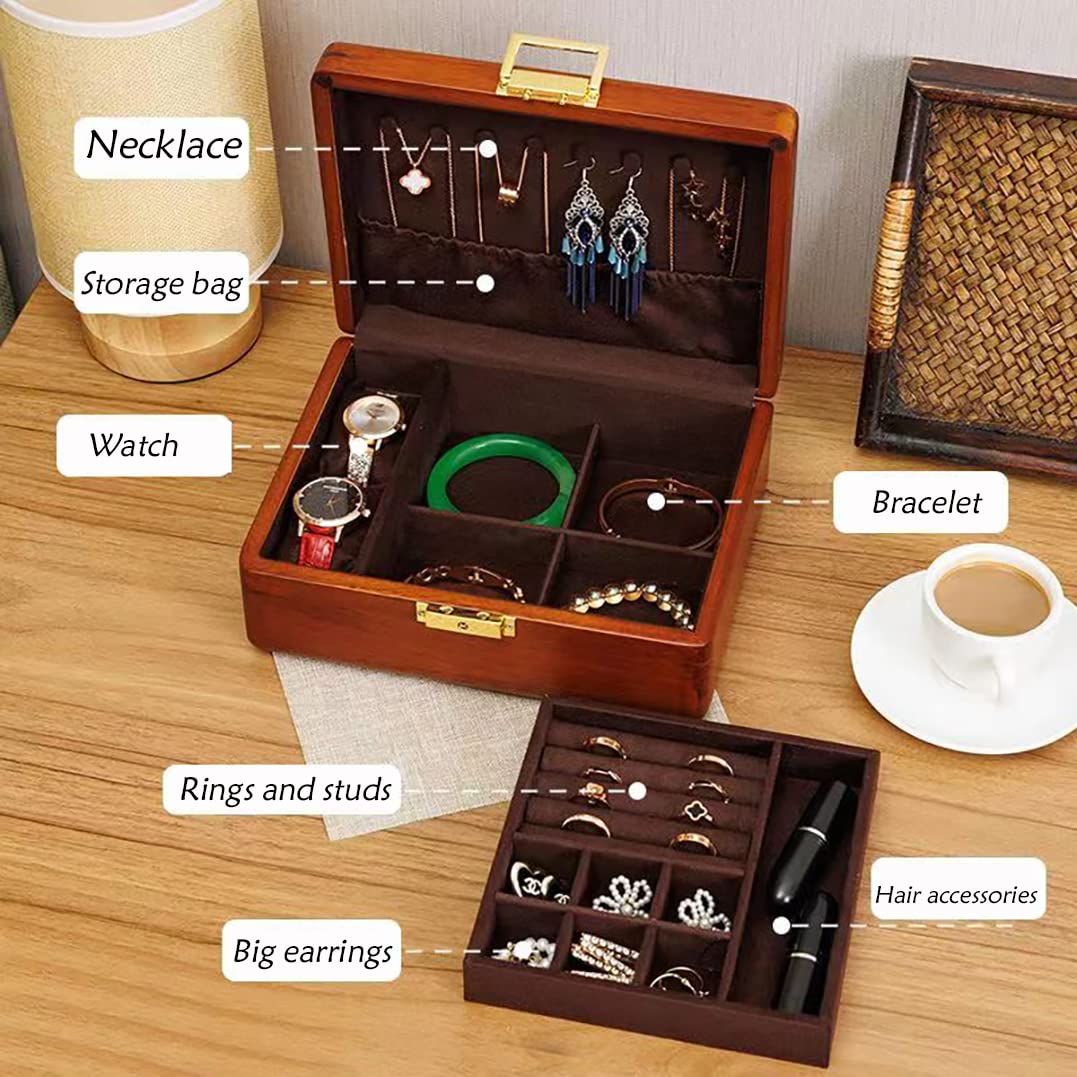 Necklace
Storage bag
Watch
Bracelet
Rings and studs
Hair accessories
Big earrings